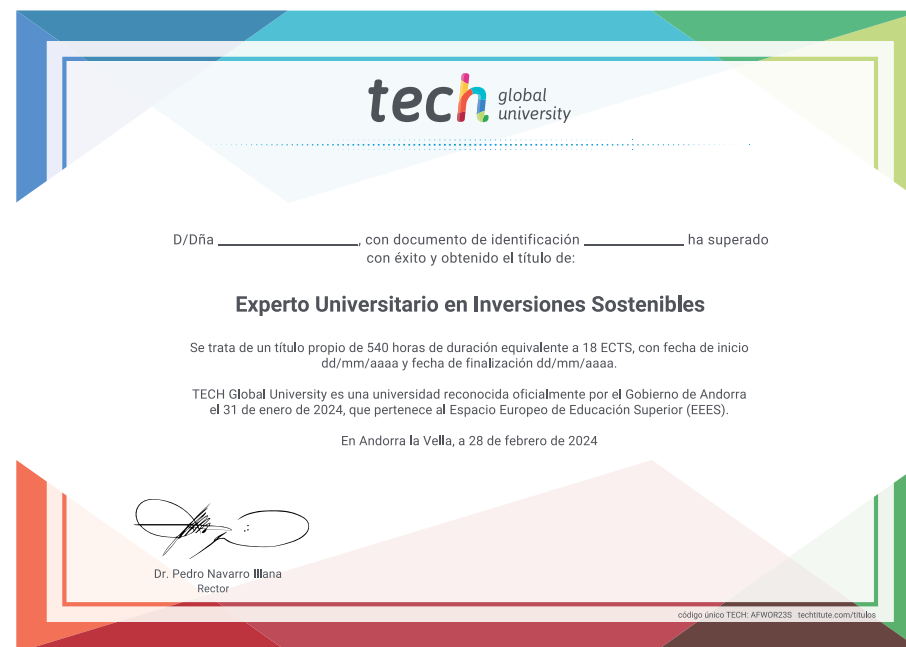 tech global university
D/Dña ____________________, con documento de identificación ______________ ha superado
con éxito y obtenido el título de:
Experto Universitario en Inversiones Sostenibles
Se trata de un título propio de 540 horas de duración equivalente a 18 ECTS, con fecha de inicio
dd/mm/aaaa y fecha de finalización dd/mm/aaaa.
TECH Global University es una universidad reconocida oficialmente por el Gobierno de Andorra
el 31 de enero de 2024, que pertenece al Espacio Europeo de Educación Superior (EEES).
En Andorra la Vella, a 28 de febrero de 2024
Dr. Pedro Navarro Illana
Rector
código único TECH: AFWOR23S techtitute.com/titulos